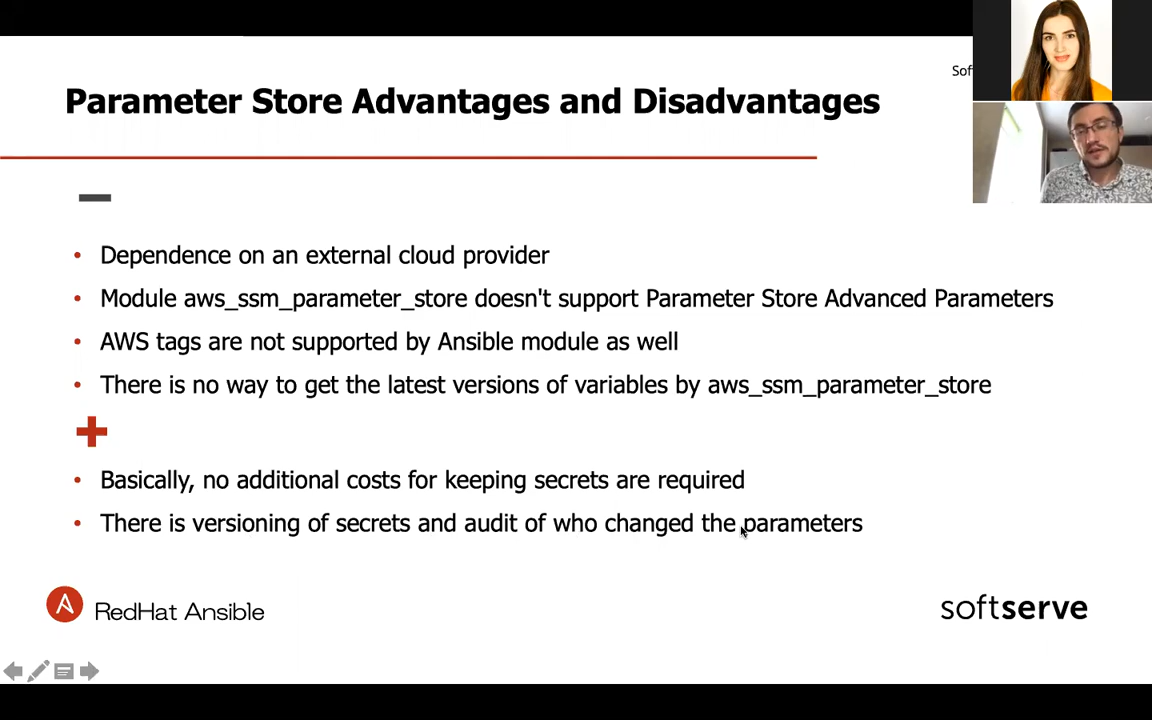 Sof
Parameter Store Advantages and Disadvantages
Dependence on an external cloud provider
Module aws_ssm_parameter_store doesn't support Parameter Store Advanced Parameters
AWS tags are not supported by Ansible module as well
There is no way to get the latest versions of variables by aws_ssm_parameter_store
Basically, no additional costs for keeping secrets are required
There is versioning of secrets and audit of who changed the parameters
RedHat Ansible
softserve